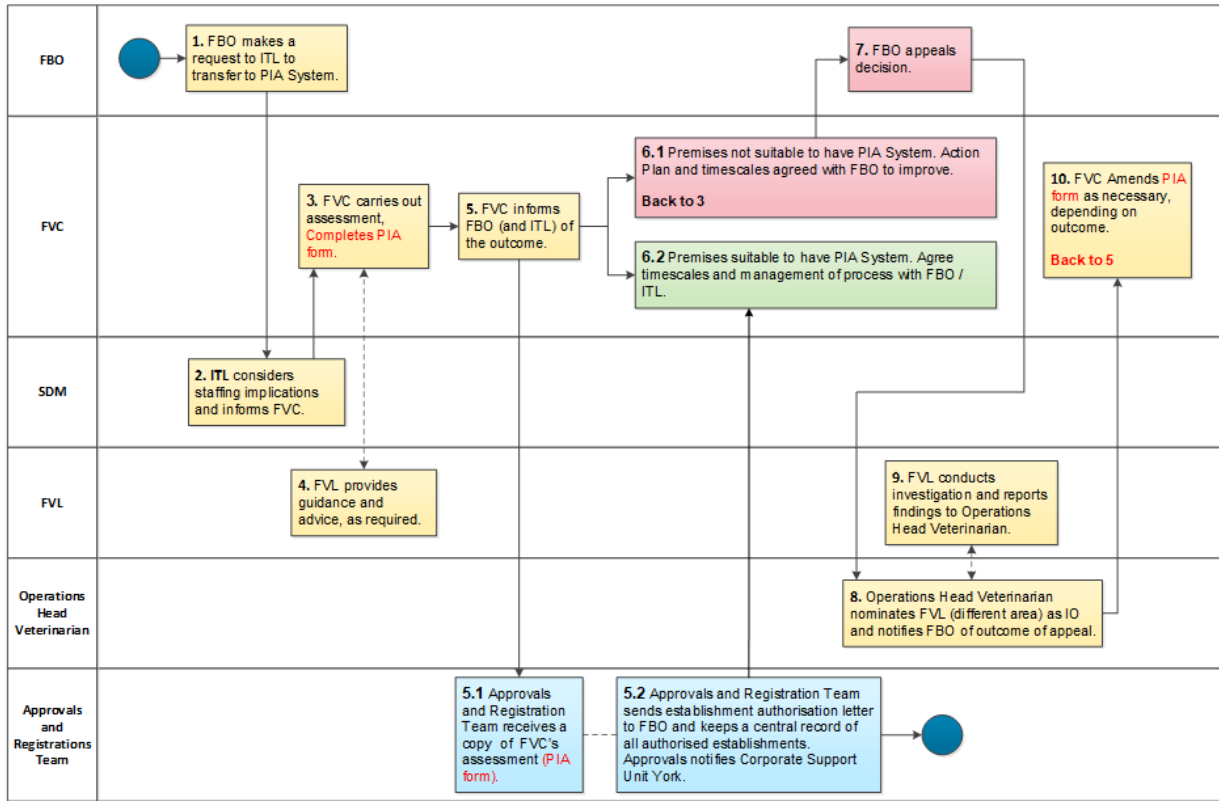 FBO
1. FBO makes a
request to ITL to
transfer to PIA System.
7. FBO appeals
decision.
FVC
3. FVC carries out
assessment,
Completes PIA
form.
5. FVC informs
FBO (and ITL) of
the outcome.
6.1 Premises not suitable to have PIA System. Action
Plan and timescales agreed with FBO to improve.
Back to 3
6.2 Premises suitable to have PIA System. Agree
timescales and management of process with FBO /
ITL.
10. FVC Amends PIA
form as necessary,
depending on
outcome.
Back to 5
SDM
2. ITL considers
staffing implications
and informs FVC.
FVL
4. FVL provides
guidance and
advice, as required.
9. FVL conducts
investigation and reports
findings to Operations
Head Veterinarian.
Operations
Head
Veterinarian
8. Operations Head Veterinarian
nominates FVL (different area) as IO
and notifies FBO of outcome of appeal.
Approvals
and
Registrations
Team
5.1 Approvals
and Registration
Team receives a
copy of FVC's
assessment (PIA
form).
5.2 Approvals and Registration Team
sends establishment authorisation letter
to FBO and keeps a central record of
all authorised establishments.
Approvals notifies Corporate Support
Unit York.